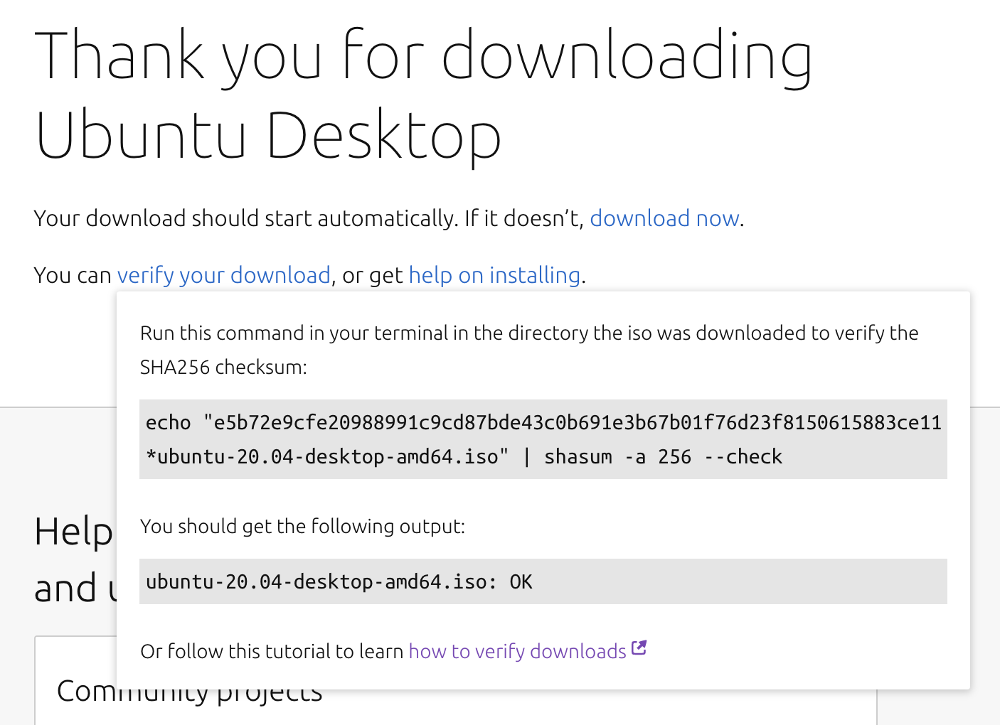 Thank you for downloading
Ubuntu Desktop
Your download should start automatically. If it doesn’t, download now.
You can verify your download, or get help on installing.
Run this command in your terminal in the directory the iso was downloaded to verify the
SHA256 checksum:
echo "e5b72e9cfe20988991c9cd87bde43c0b691e3b67b01f76d23f8150615883ce11
*ubuntu-20.04-desktop-amd64.iso" | shasum -a 256 --check
You should get the following output:
ubuntu-20.04-desktop-amd64.iso: OK
Or follow this tutorial to learn how to verify downloads
Help
and
Community projects